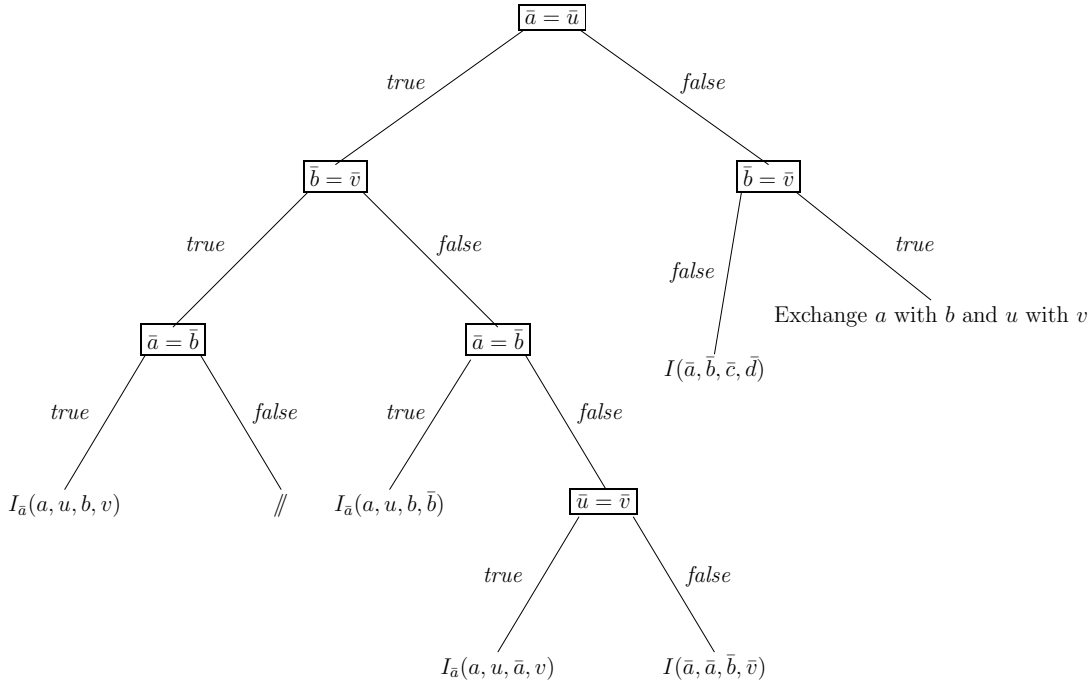 ā = ū
true
false
b̄ = v̄
b̄ = v̄
true
false
false
true
ā = b̄
ā = b̄
Exchange a with b and u with v
I(ā, b̄, c̄, d̄)
true
false
true
false
I_ā(a, u, b, v)
∥
I_ā(a, u, b, b̄)
ū = v̄
true
false
I_ā(a, u, ā, v)
I(ā, ā, b̄, v̄)